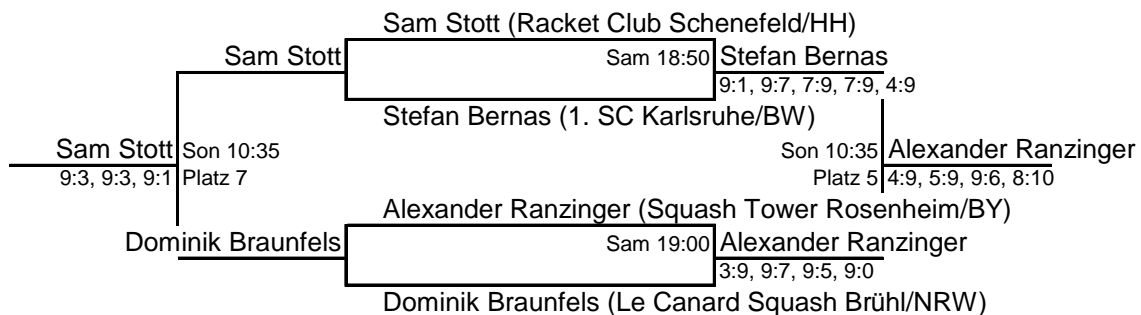 Sam Stott (Racket Club Schenefeld/HH)
Sam Stott Sam 18:50 Stefan Bernas
9:1, 9:7, 7:9, 7:9, 4:9
Stefan Bernas (1. SC Karlsruhe/BW)
Sam Stott Son 10:35 Son 10:35 Alexander Ranzinger
9:3, 9:3, 9:1 Platz 7 Platz 5 4:9, 5:9, 9:6, 8:10
Alexander Ranzinger (Squash Tower Rosenheim/BY)
Dominik Braunfels Sam 19:00 Alexander Ranzinger
3:9, 9:7, 9:5, 9:0
Dominik Braunfels (Le Canard Squash Brühl/NRW)